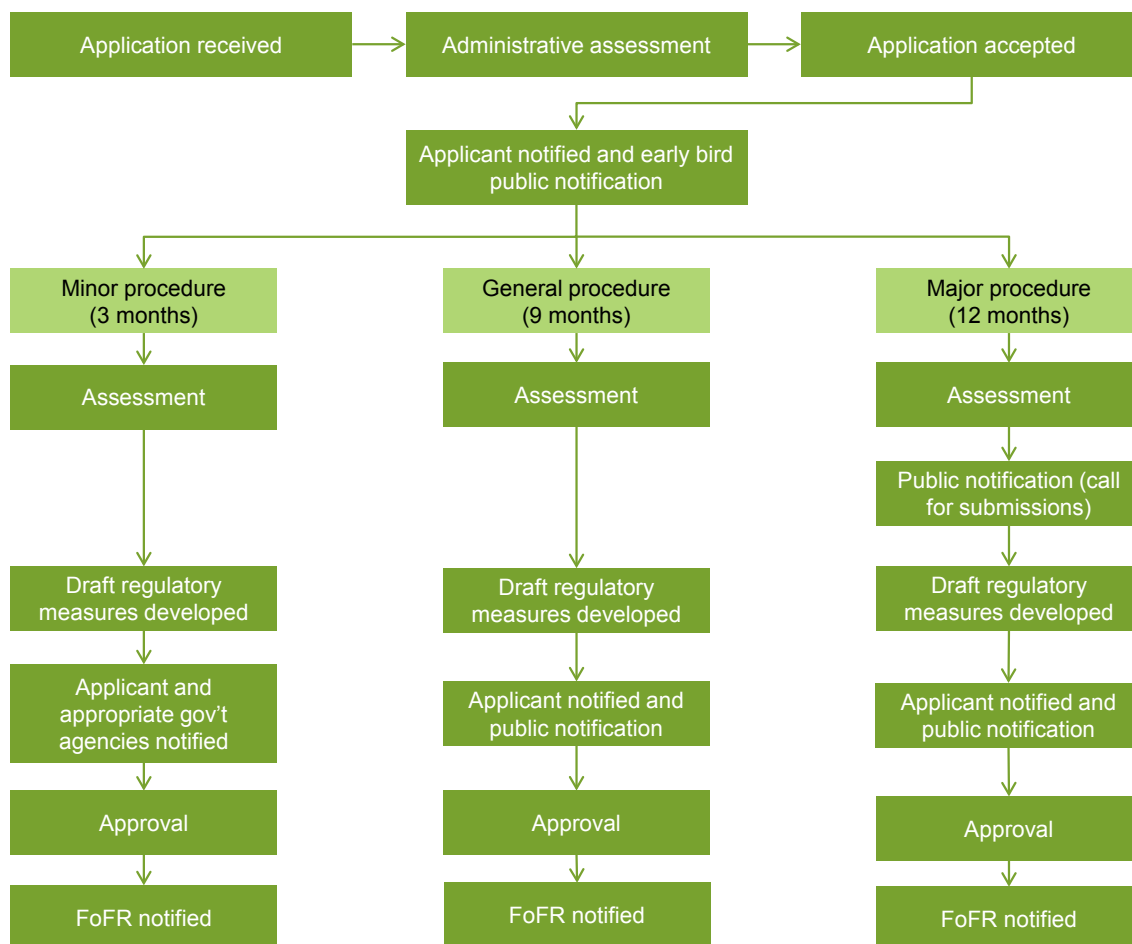 Application received
Administrative assessment
Application accepted
Applicant notified and early bird
public notification
Minor procedure
(3 months)
General procedure
(9 months)
Major procedure
(12 months)
Assessment
Assessment
Assessment
Public notification (call
for submissions)
Draft regulatory
measures developed
Draft regulatory
measures developed
Draft regulatory
measures developed
Applicant and
appropriate gov’t
agencies notified
Applicant notified and
public notification
Applicant notified and
public notification
Approval
Approval
Approval
FoFR notified
FoFR notified
FoFR notified